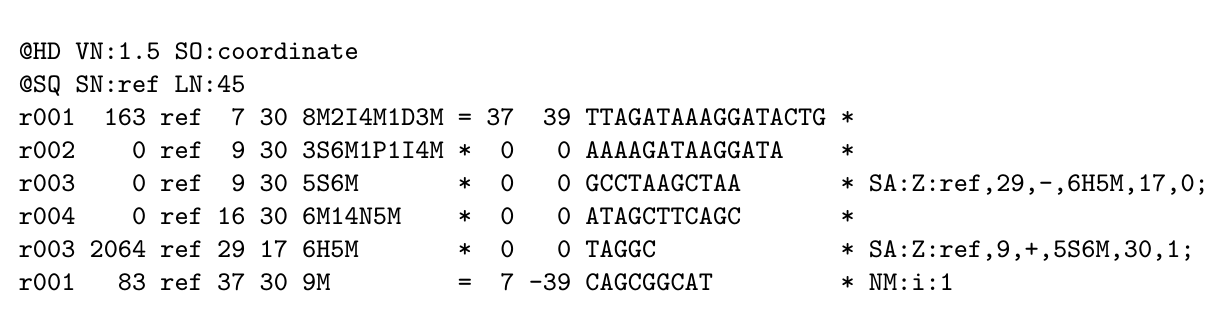 @HD VN:1.5 SO:coordinate
@SQ SN:ref LN:45
r001 163 ref 7 30 8M2I4M1D3M = 37 39 TTAGATAAAGGATACTG *
r002 0 ref 9 30 3S6M1P1I4M * 0 0 AAAAGATAAGGATA *
r003 0 ref 9 30 5S6M * 0 0 GCCTAAGCTAA * SA:Z:ref,29,-,6H5M,17,0;
r004 0 ref 16 30 6M14N5M * 0 0 ATAGCTTCAGC *
r003 2064 ref 29 17 6H5M * 0 0 TAGGC * SA:Z:ref,9,+,5S6M,30,1;
r001 83 ref 37 30 9M = 7 -39 CAGCGGCAT * NM:i:1